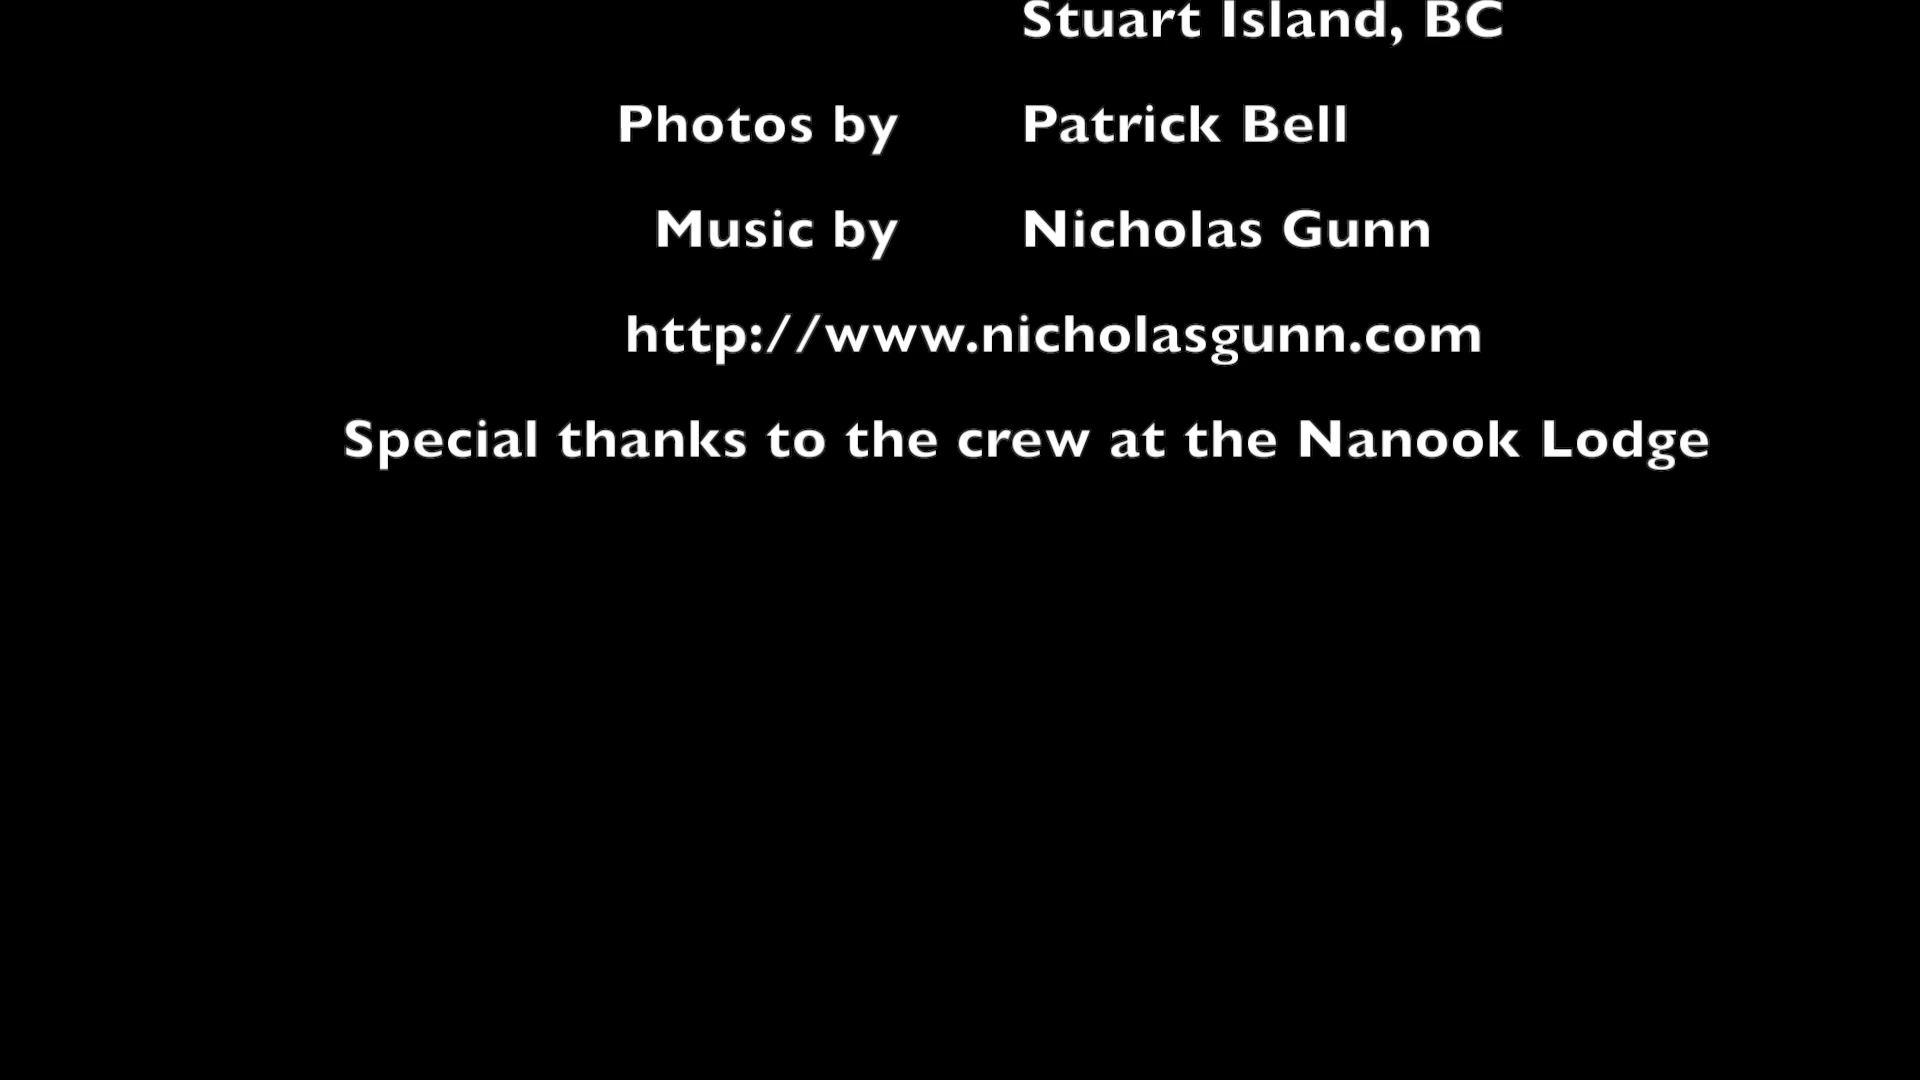 Stuart Island, BC
Photos by Patrick Bell
Music by Nicholas Gunn
http://www.nicholasgunn.com
Special thanks to the crew at the Nanook Lodge